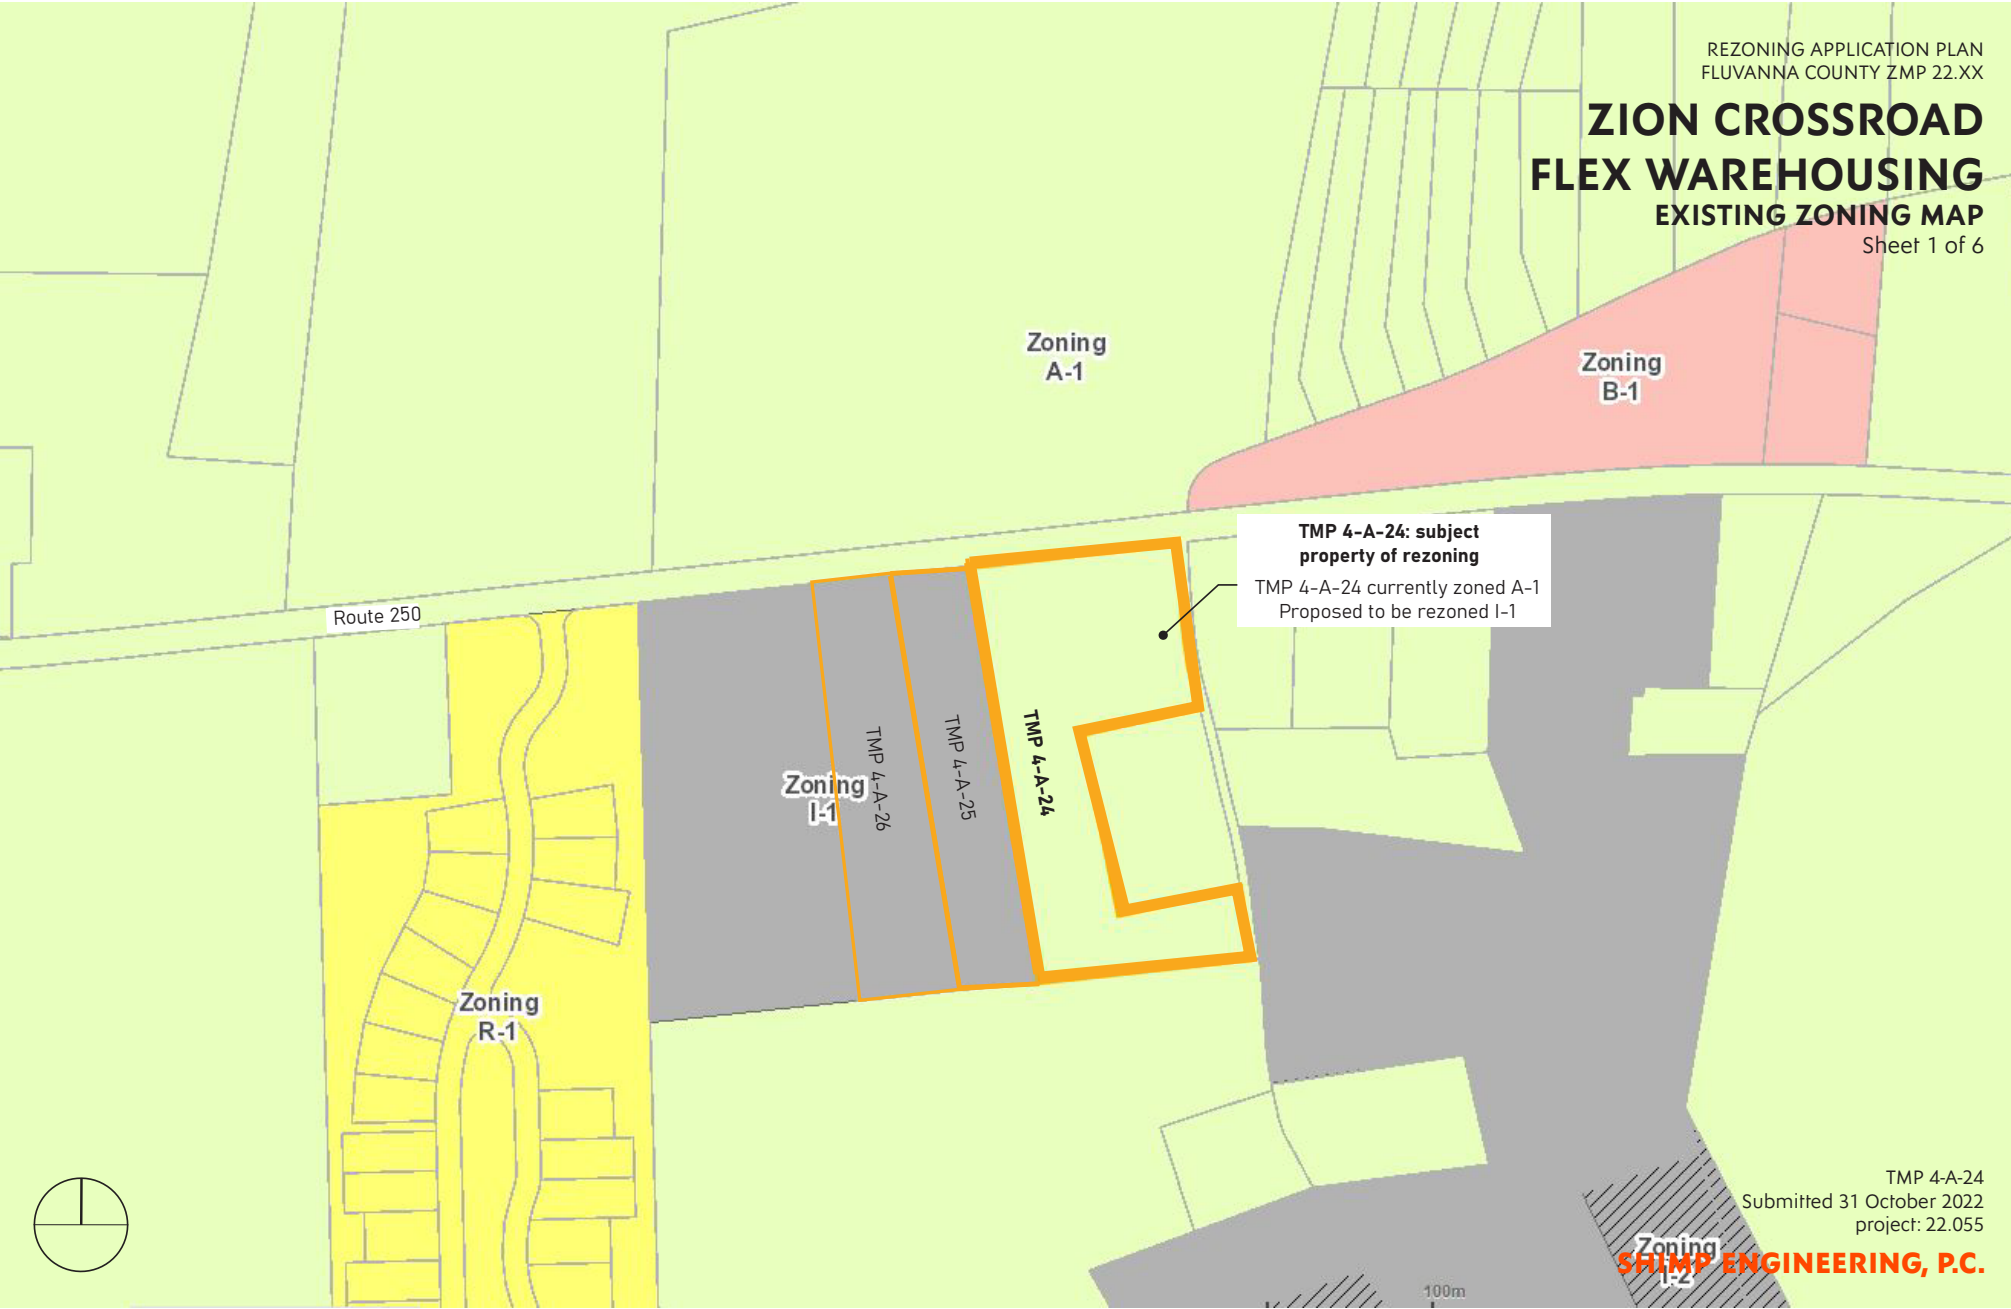 REZONING APPLICATION PLAN
FLUVANNA COUNTY ZMP 22.XX
ZION CROSSROAD
FLEX WAREHOUSING
EXISTING ZONING MAP
Sheet 1 of 6
Zoning
A-1
Zoning
B-1
TMP 4-A-24: subject
property of rezoning
TMP 4-A-24 currently zoned A-1
Proposed to be rezoned I-1
Route 250
Zoning
I-1
TMP 4-A-26
TMP 4-A-25
TMP 4-A-24
Zoning
R-1
TMP 4-A-24
Submitted 31 October 2022
project: 22.055
Zoning
I-2
SHIMP ENGINEERING, P.C.
100m